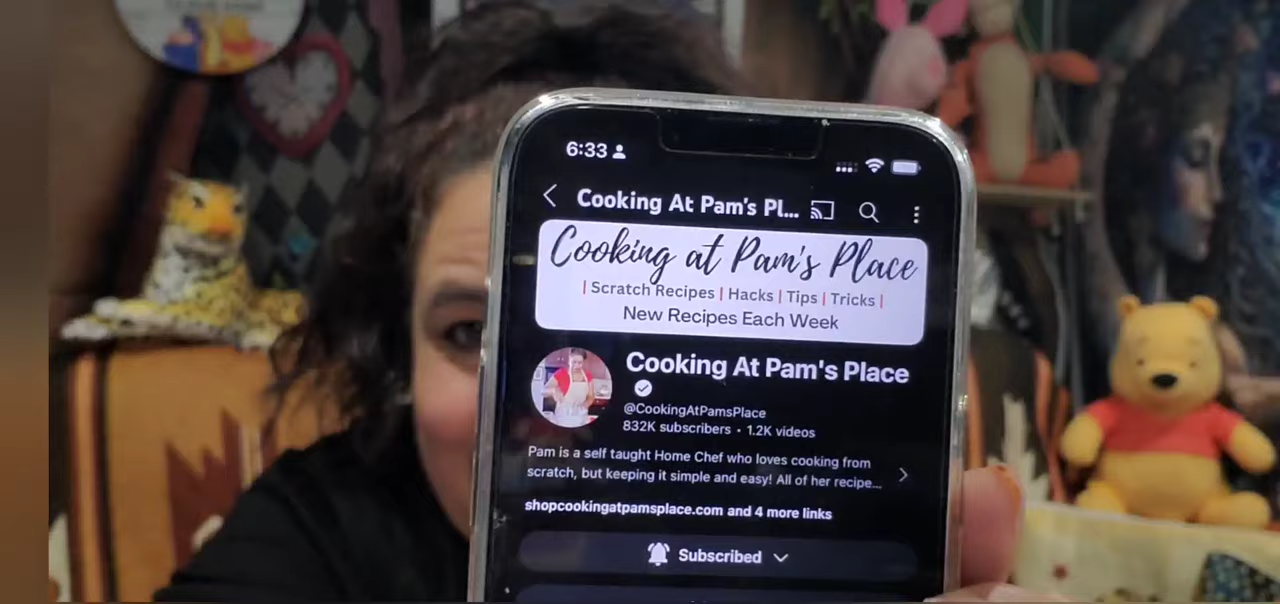 6:33
Cooking At Pam's Pl...
Cooking at Pam's Place
| Scratch Recipes | Hacks | Tips | Tricks |
New Recipes Each Week
Cooking At Pam's Place
@CookingAtPamsPlace
832K subscribers • 1.2K videos
Pam is a self taught Home Chef who loves cooking from
scratch, but keeping it simple and easy! All of her recipe...
shopcookingatpamsplace.com and 4 more links
Subscribed